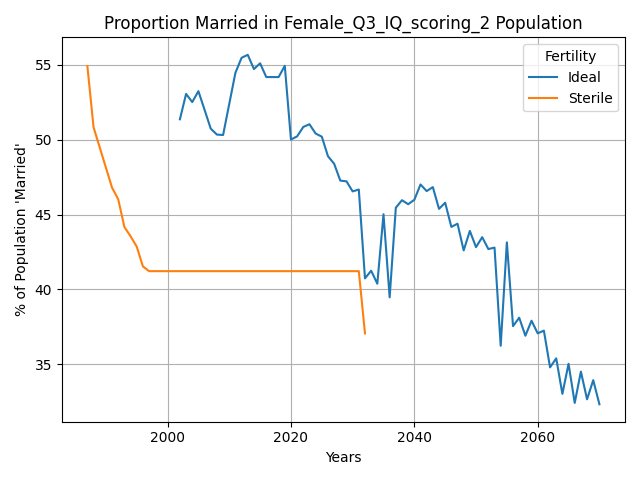 Proportion Married in Female_Q3_IQ_scoring_2 Population
% of Population 'Married'
55
50
45
40
35
2000
2020
2040
2060
Years
Fertility
Ideal
Sterile